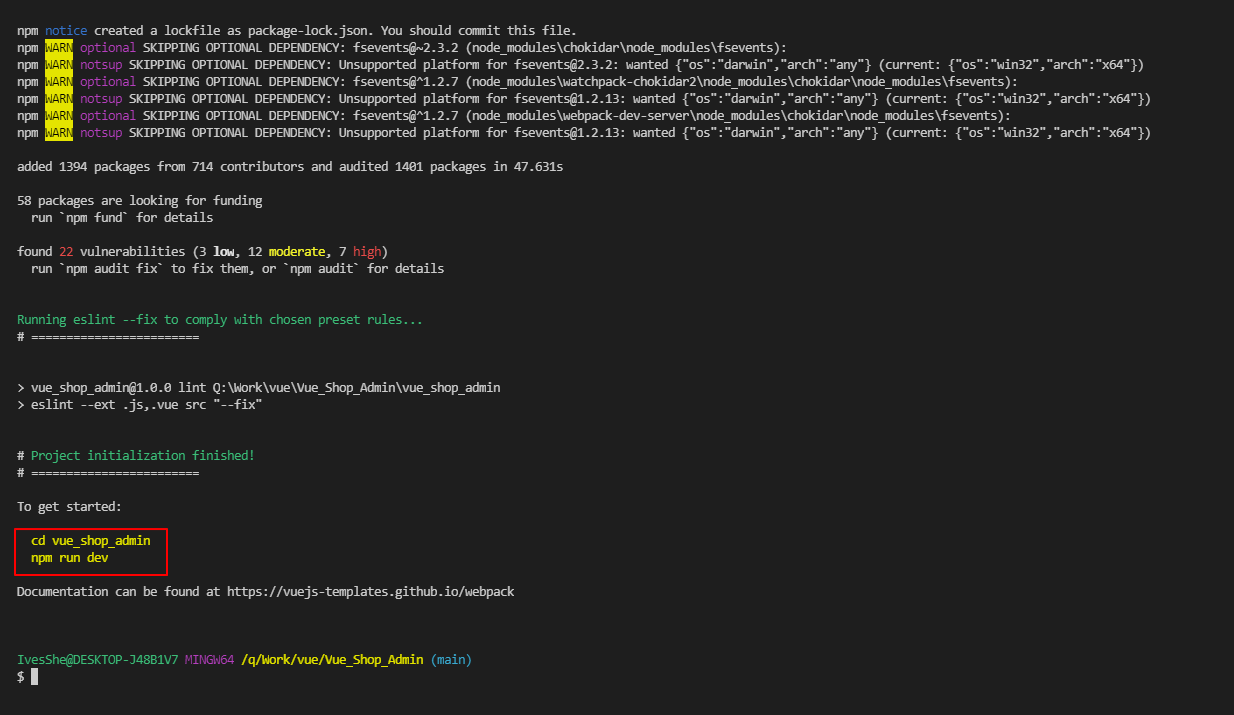 npm notice created a lockfile as package-lock.json. You should commit this file.
npm WARN optional SKIPPING OPTIONAL DEPENDENCY: fsevents@~2.3.2 (node_modules\chokidar\node_modules\fsevents):
npm WARN notsup SKIPPING OPTIONAL DEPENDENCY: Unsupported platform for fsevents@2.3.2: wanted {"os":"darwin","arch":"any"} (current: {"os":"win32","arch":"x64"})
npm WARN optional SKIPPING OPTIONAL DEPENDENCY: fsevents@^1.2.7 (node_modules\watchpack-chokidar2\node_modules\chokidar\node_modules\fsevents):
npm WARN notsup SKIPPING OPTIONAL DEPENDENCY: Unsupported platform for fsevents@1.2.13: wanted {"os":"darwin","arch":"any"} (current: {"os":"win32","arch":"x64"})
npm WARN optional SKIPPING OPTIONAL DEPENDENCY: fsevents@^1.2.7 (node_modules\webpack-dev-server\node_modules\chokidar\node_modules\fsevents):
npm WARN notsup SKIPPING OPTIONAL DEPENDENCY: Unsupported platform for fsevents@1.2.13: wanted {"os":"darwin","arch":"any"} (current: {"os":"win32","arch":"x64"})
added 1394 packages from 714 contributors and audited 1401 packages in 47.631s
58 packages are looking for funding
run `npm fund` for details
found 22 vulnerabilities (3 low, 12 moderate, 7 high)
run `npm audit fix` to fix them, or `npm audit` for details
Running eslint --fix to comply with chosen preset rules...
# ========================
> vue_shop_admin@1.0.0 lint Q:\Work\vue\Vue_Shop_Admin\vue_shop_admin
> eslint --ext .js,.vue src "--fix"
# Project initialization finished!
# ========================
To get started:
cd vue_shop_admin
npm run dev
Documentation can be found at https://vuejs-templates.github.io/webpack
IvesShe@DESKTOP-J48B1V7 MINGW64 /q/Work/vue/Vue_Shop_Admin (main)
$